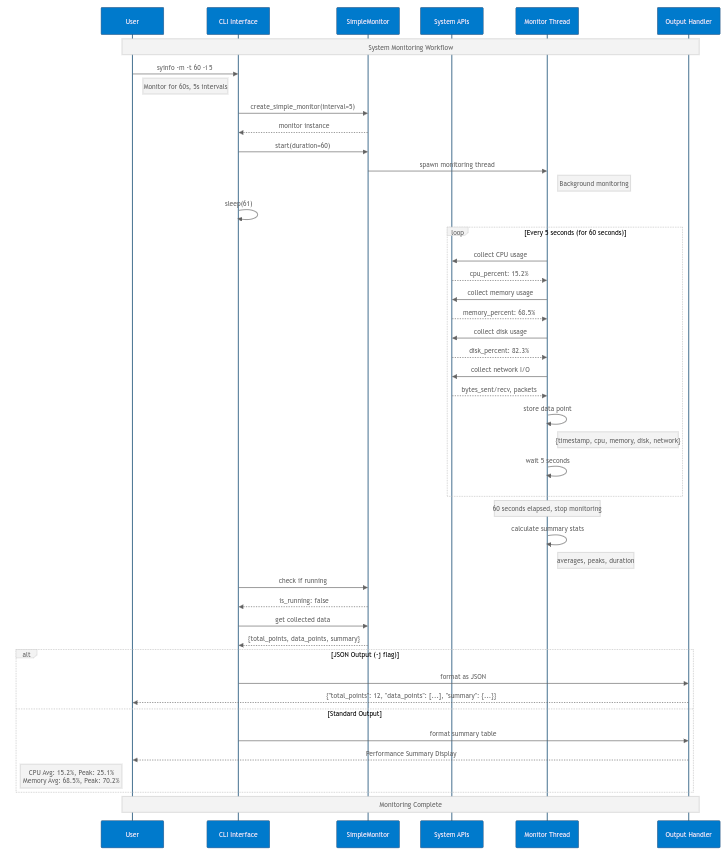 User
CLI Interface
SimpleMonitor
System APIs
Monitor Thread
Output Handler
System Monitoring Workflow
syinfo -m -t 60 -i 5
Monitor for 60s, 5s intervals
create_simple_monitor(interval=5)
monitor instance
start(duration=60)
spawn monitoring thread
Background monitoring
sleep(61)
loop
[Every 5 seconds (for 60 seconds)]
collect CPU usage
cpu_percent: 15.2%
collect memory usage
memory_percent: 68.5%
collect disk usage
disk_percent: 82.3%
collect network I/O
bytes_sent/recv, packets
store data point
{timestamp, cpu, memory, disk, network}
wait 5 seconds
60 seconds elapsed, stop monitoring
calculate summary stats
averages, peaks, duration
check if running
is_running: false
get collected data
{total_points, data_points, summary}
alt
[JSON Output (-j flag)]
format as JSON
{"total_points": 12, "data_points": [...], "summary": {...}}
[Standard Output]
format summary table
Performance Summary Display
CPU Avg: 15.2%, Peak: 25.1%
Memory Avg: 68.5%, Peak: 70.2%
Monitoring Complete
User
CLI Interface
SimpleMonitor
System APIs
Monitor Thread
Output Handler